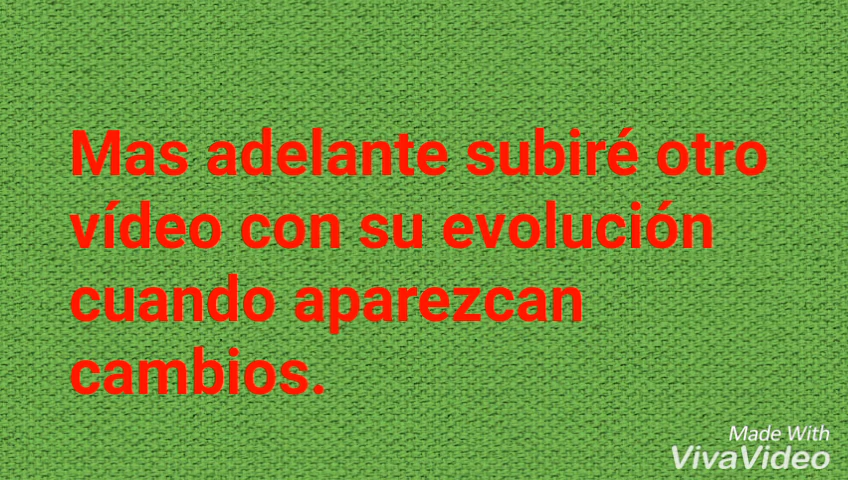 Mas adelante subiré otro
vídeo con su evolución
cuando aparezcan
cambios.
Made With
VivaVideo